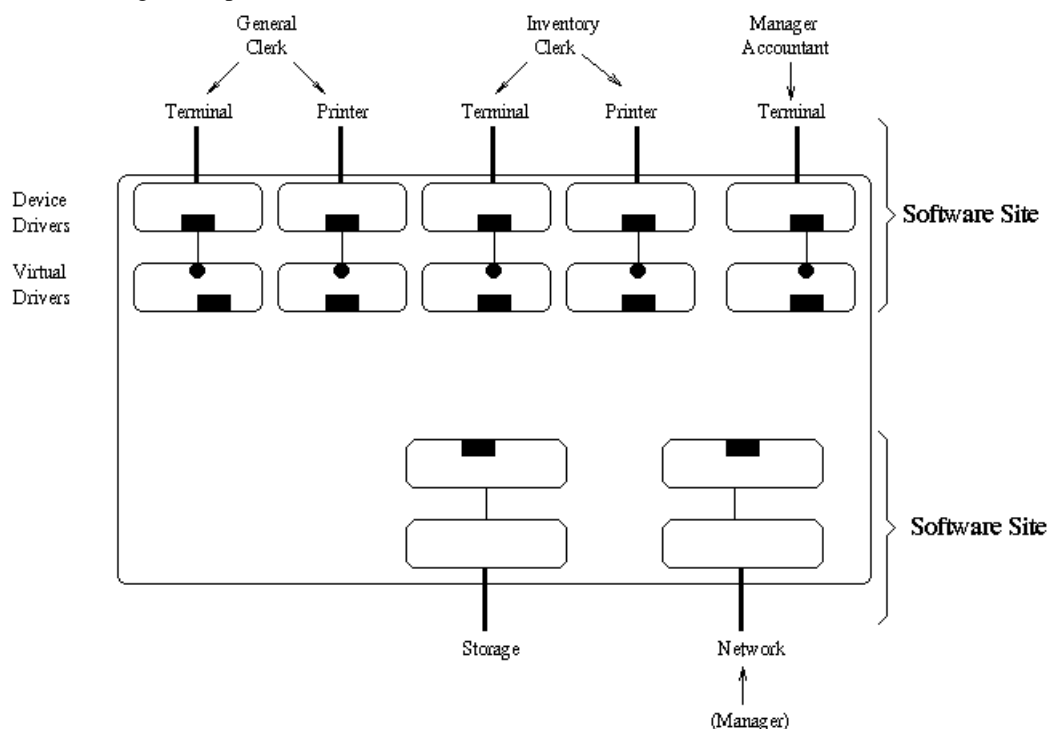 General
Clerk
Inventory
Clerk
Manager
Accountant
Terminal
Printer
Terminal
Printer
Terminal
Device
Drivers
Software Site
Virtual
Drivers
Software Site
Storage
Network
(Manager)